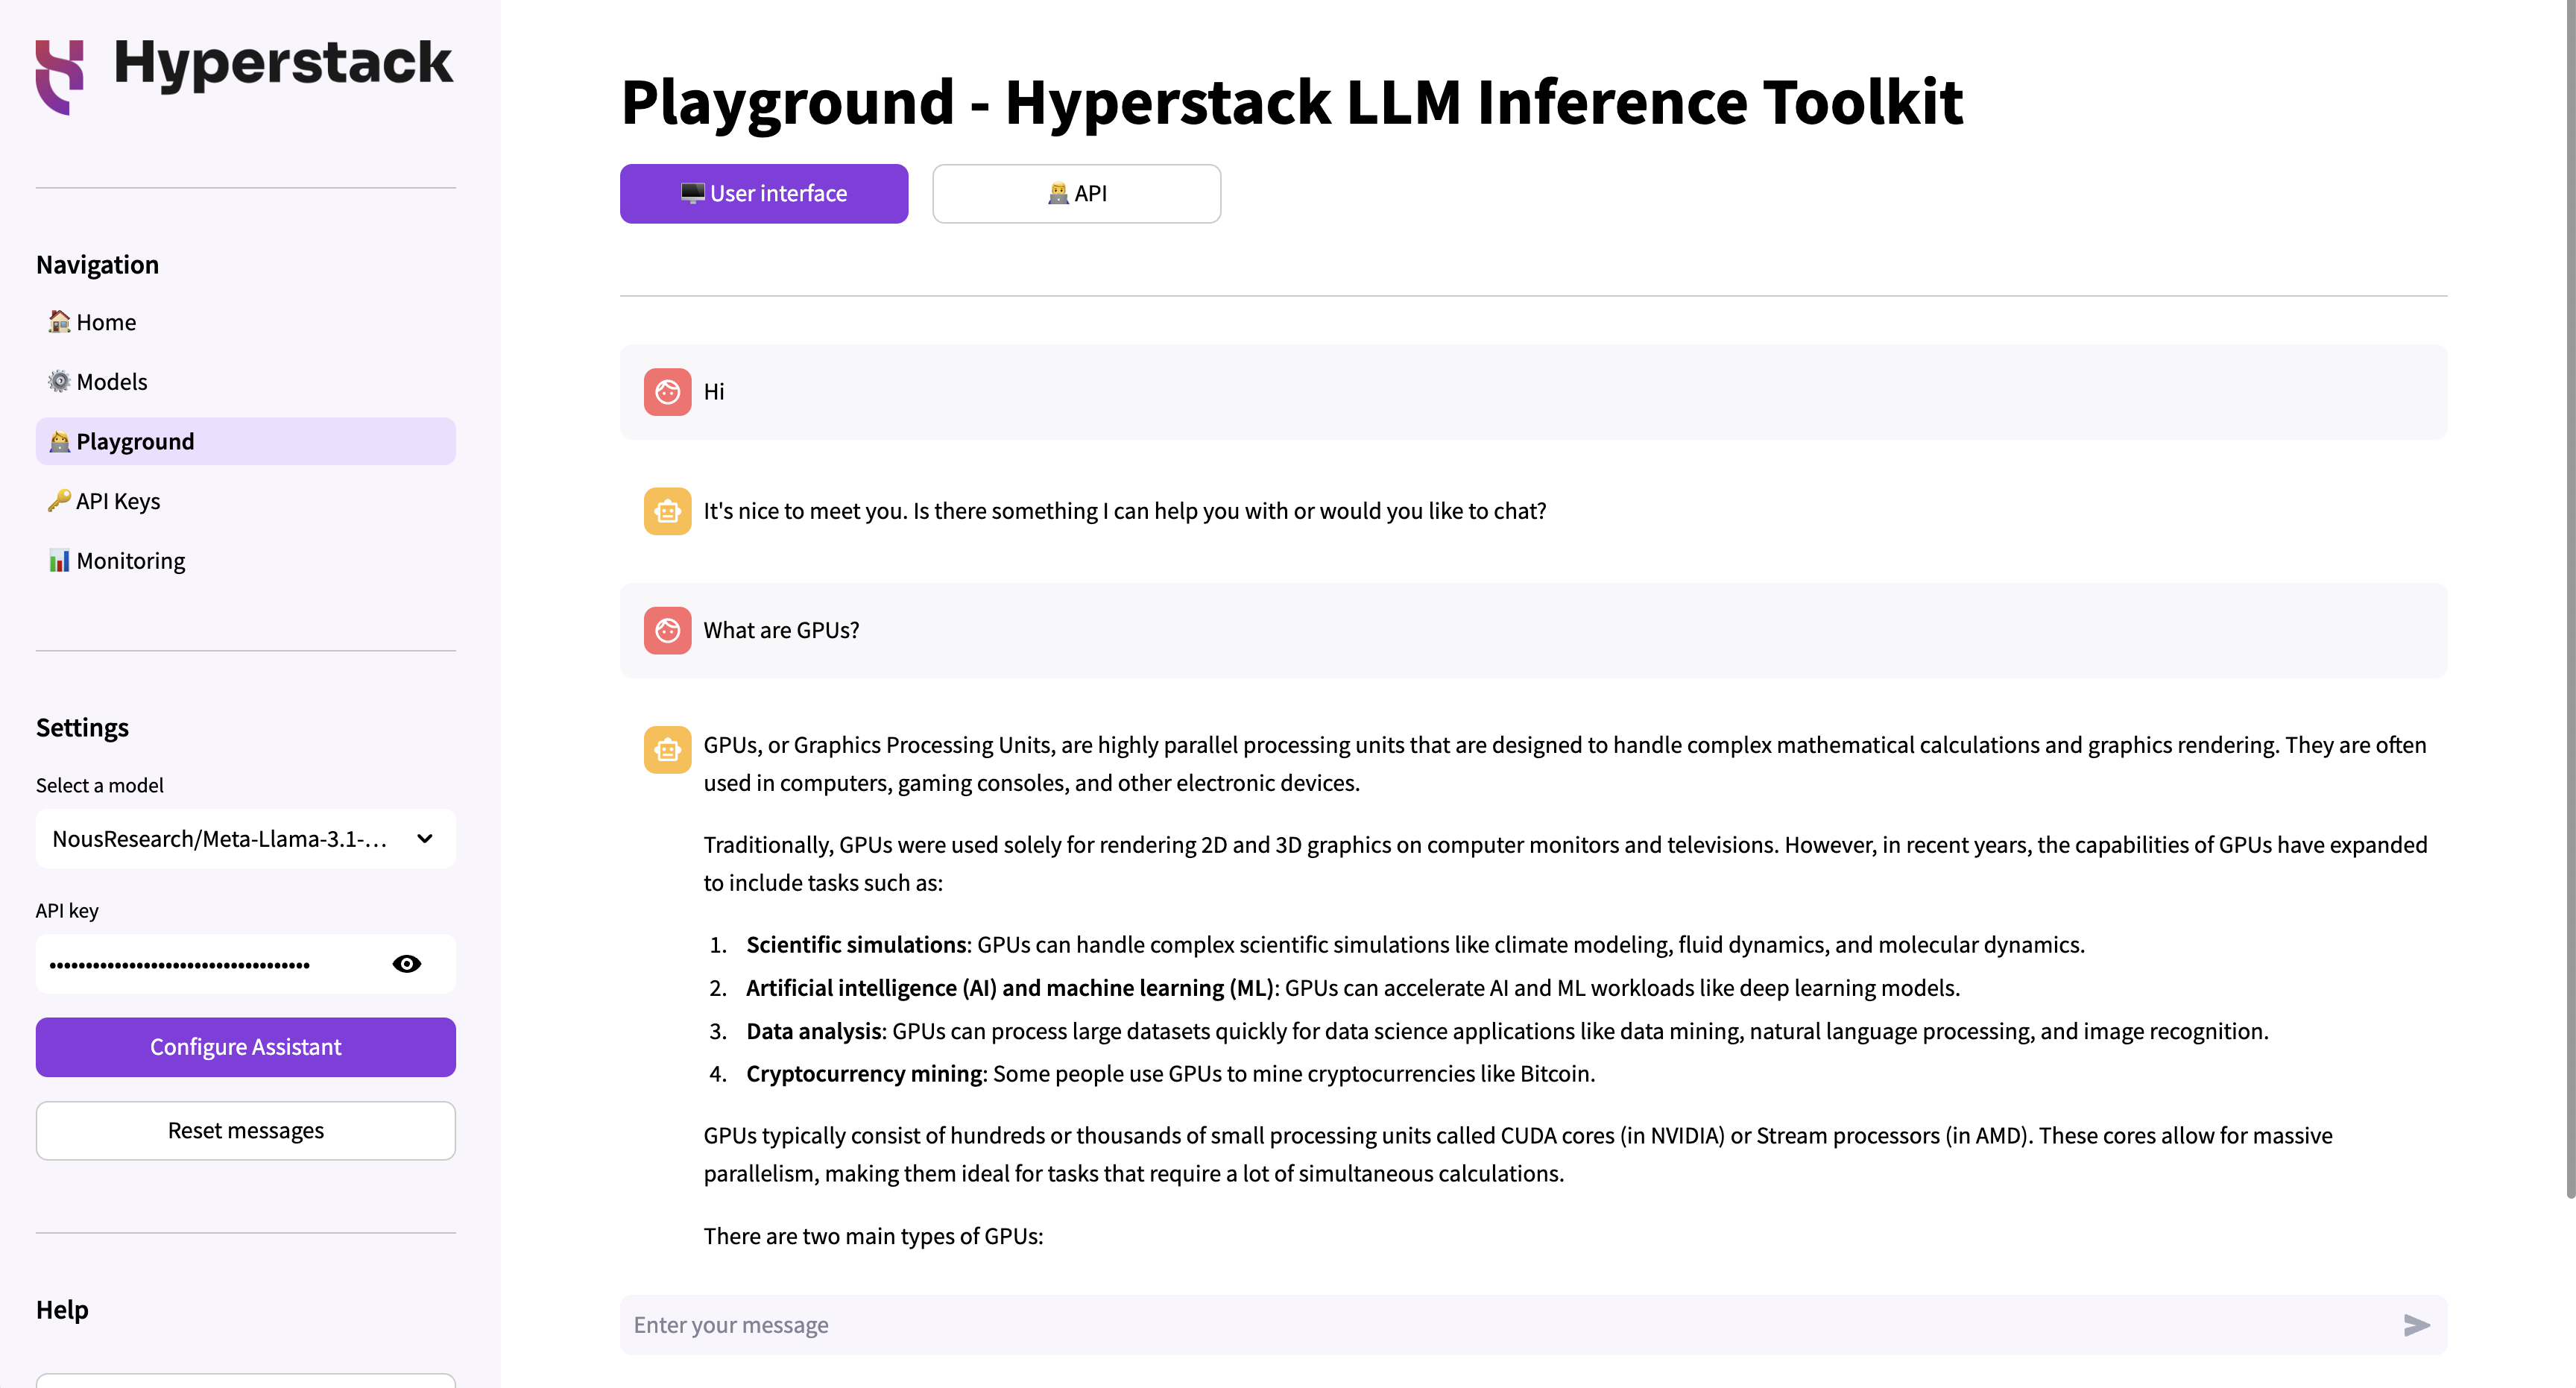 Hyperstack
Navigation
Home
Models
Playground
API Keys
Monitoring
Settings
Select a model
NousResearch/Meta-Llama-3.1-...
API key
Configure Assistant
Reset messages
Help
Playground - Hyperstack LLM Inference Toolkit
User interface
API
Hi
It's nice to meet you. Is there something I can help you with or would you like to chat?
What are GPUs?
GPUs, or Graphics Processing Units, are highly parallel processing units that are designed to handle complex mathematical calculations and graphics rendering. They are often
used in computers, gaming consoles, and other electronic devices.
Traditionally, GPUs were used solely for rendering 2D and 3D graphics on computer monitors and televisions. However, in recent years, the capabilities of GPUs have expanded
to include tasks such as:
1. Scientific simulations: GPUs can handle complex scientific simulations like climate modeling, fluid dynamics, and molecular dynamics.
2. Artificial intelligence (AI) and machine learning (ML): GPUs can accelerate AI and ML workloads like deep learning models.
3. Data analysis: GPUs can process large datasets quickly for data science applications like data mining, natural language processing, and image recognition.
4. Cryptocurrency mining: Some people use GPUs to mine cryptocurrencies like Bitcoin.
GPUs typically consist of hundreds or thousands of small processing units called CUDA cores (in NVIDIA) or Stream processors (in AMD). These cores allow for massive
parallelism, making them ideal for tasks that require a lot of simultaneous calculations.
There are two main types of GPUs:
Enter your message